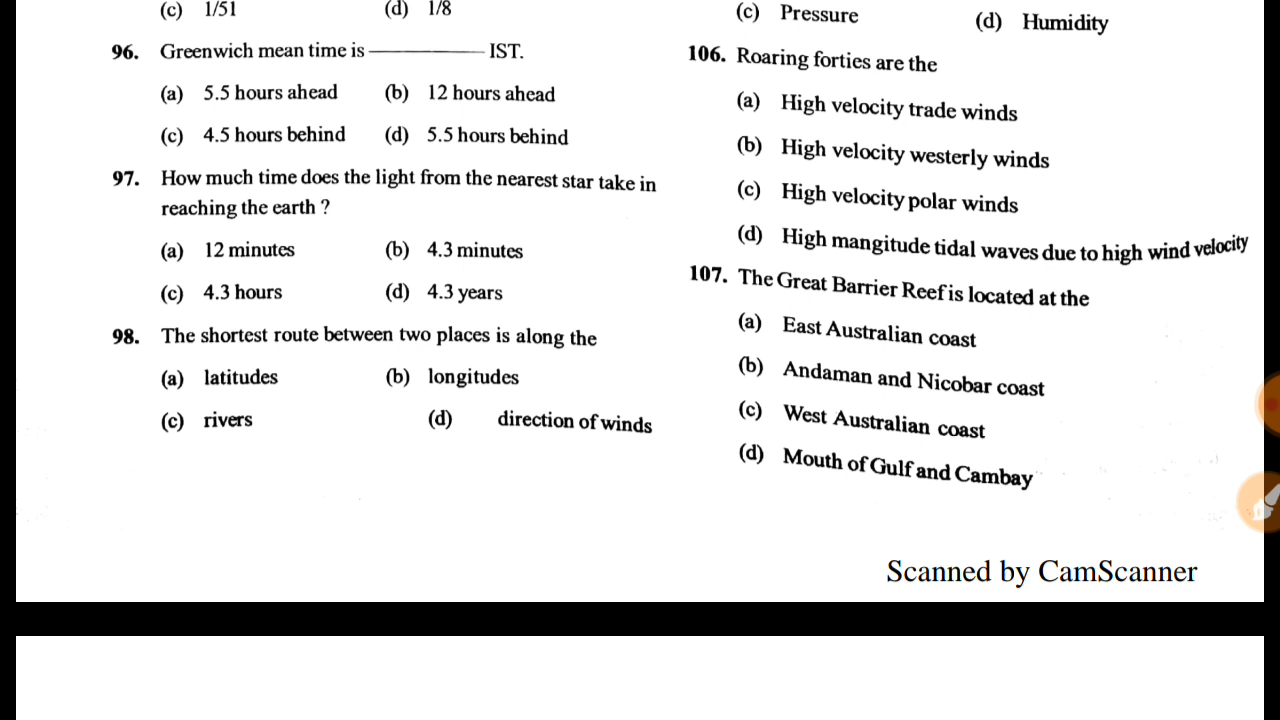 (c) 1/51 (d) 1/8
96. Greenwich mean time is ———— IST.
(a) 5.5 hours ahead (b) 12 hours ahead
(c) 4.5 hours behind (d) 5.5 hours behind
97. How much time does the light from the nearest star take in
reaching the earth ?
(a) 12 minutes (b) 4.3 minutes
(c) 4.3 hours (d) 4.3 years
98. The shortest route between two places is along the
(a) latitudes (b) longitudes
(c) rivers (d) direction of winds
(c) Pressure (d) Humidity
106. Roaring forties are the
(a) High velocity trade winds
(b) High velocity westerly winds
(c) High velocity polar winds
(d) High mangitude tidal waves due to high wind velocity
107. The Great Barrier Reef is located at the
(a) East Australian coast
(b) Andaman and Nicobar coast
(c) West Australian coast
(d) Mouth of Gulf and Cambay
Scanned by CamScanner